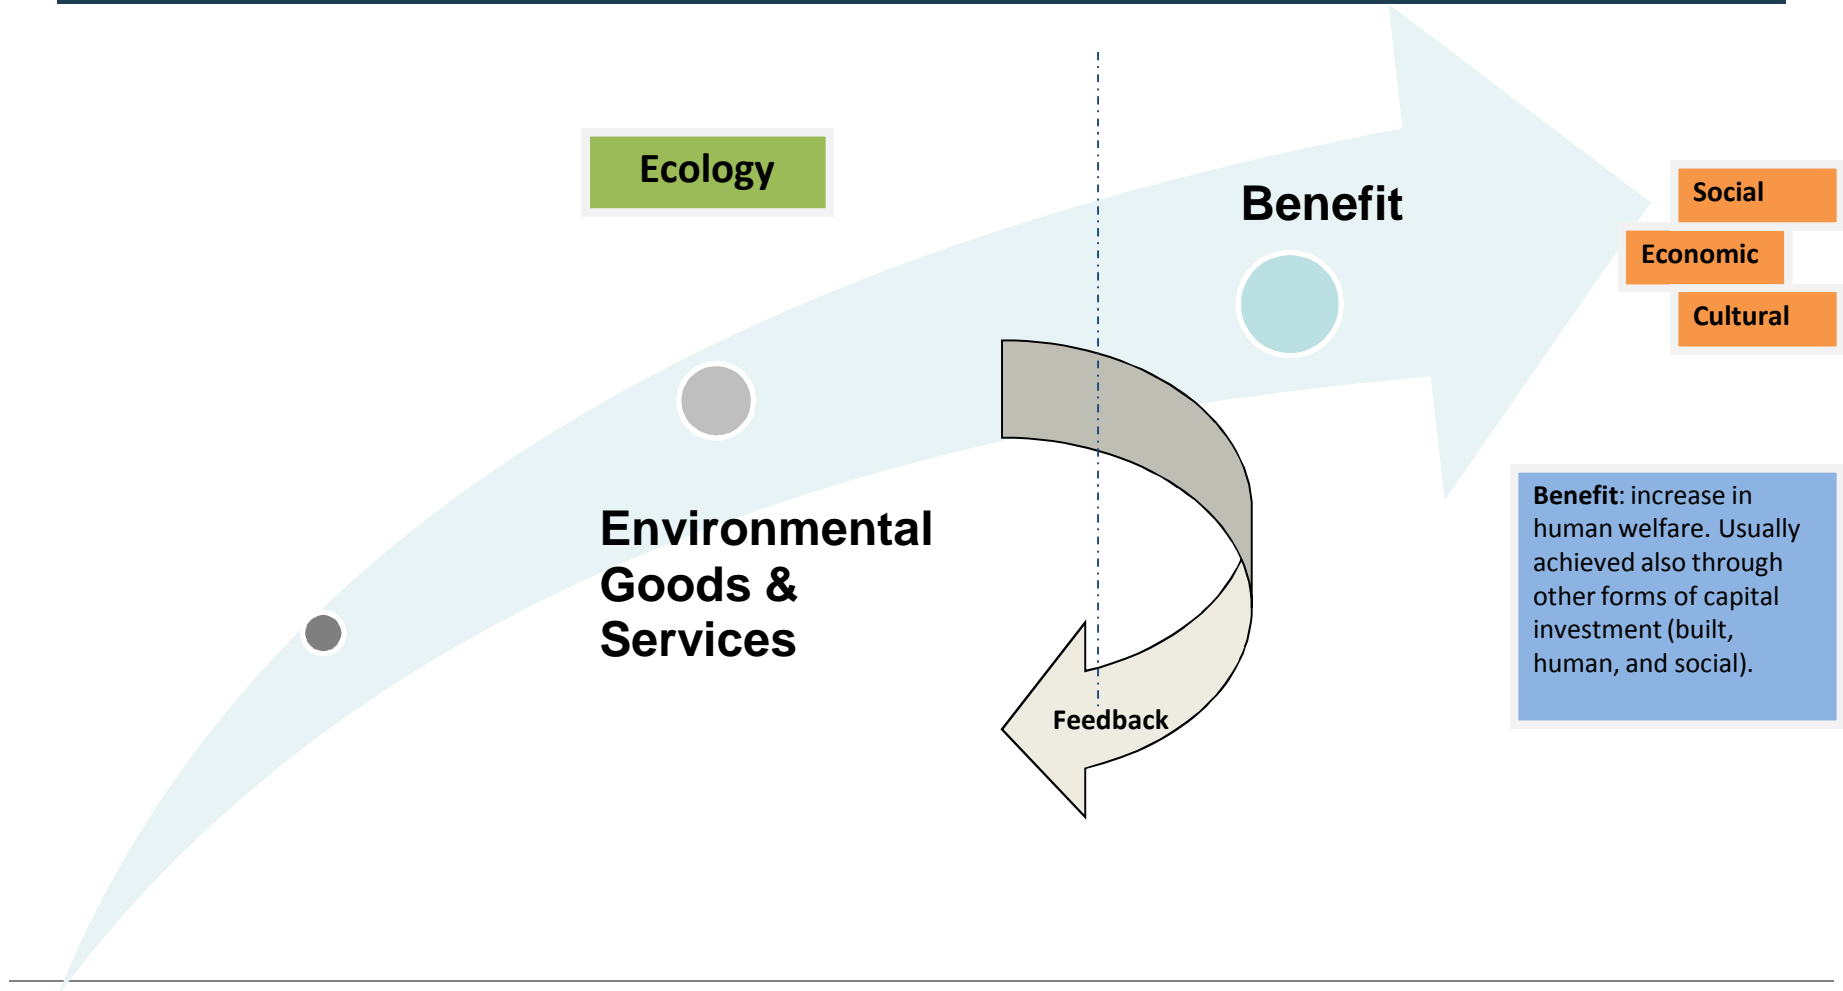 Ecology
Benefit
Social
Economic
Cultural
Environmental
Goods &
Services
Feedback
Benefit: increase in
human welfare. Usually
achieved also through
other forms of capital
investment (built,
human, and social).